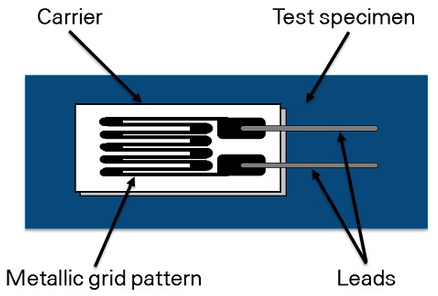 Carrier
Test specimen
Metallic grid pattern
Leads